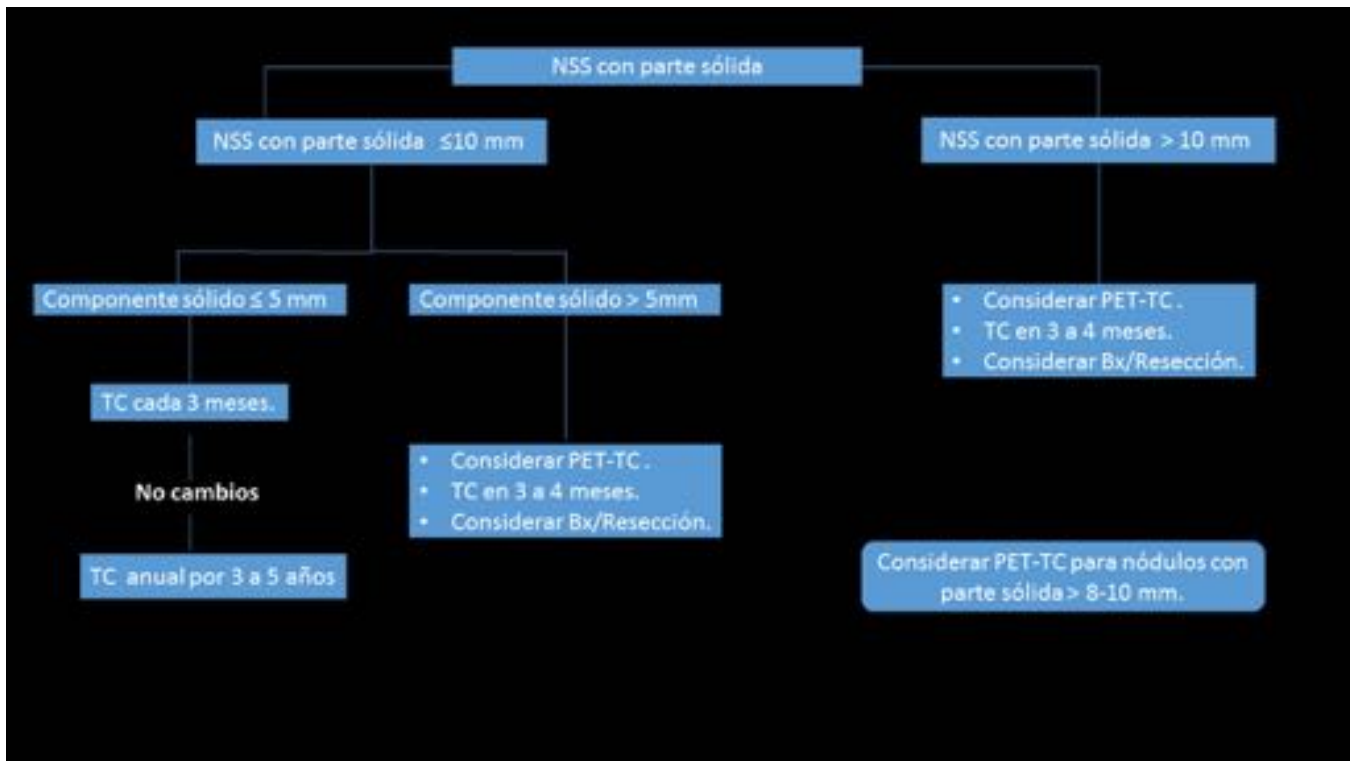 NSS con parte sólida
NSS con parte sólida ≤10 mm
NSS con parte sólida > 10 mm
Componente sólido ≤ 5 mm
Componente sólido > 5mm
• Considerar PET-TC .
• TC en 3 a 4 meses.
• Considerar Bx/Resección.
TC cada 3 meses.
• Considerar PET-TC .
• TC en 3 a 4 meses.
• Considerar Bx/Resección.
No cambios
TC anual por 3 a 5 años
Considerar PET-TC para nódulos con
parte sólida > 8-10 mm.